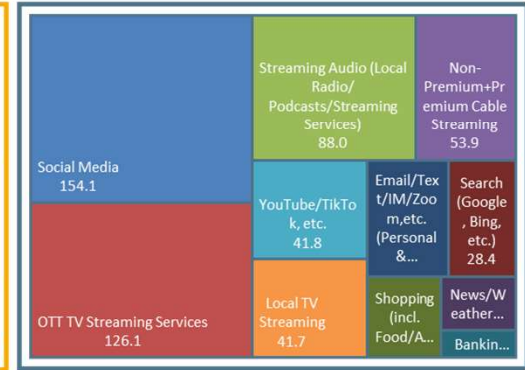 Social Media
154.1
OTT TV Streaming Services
126.1
Streaming Audio (Local
Radio/
Podcasts/Streaming
Services)
88.0
Non-
Premium+Pr
emium Cable
Streaming
53.9
YouTube/TikTo
k, etc.
41.8
Local TV
Streaming
41.7
Email/Tex
t/IM/Zoo
m,etc.
(Personal
&...
Search
(Google
, Bing,
etc.)
28.4
Shopping
(incl.
Food/A...
News/W
eather...
Bankin...